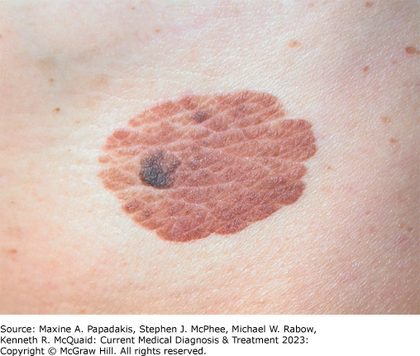 Source: Maxine A. Papadakis, Stephen J. McPhee, Michael W. Rabow,
Kenneth R. McQuaid: Current Medical Diagnosis & Treatment 2023:
Copyright © McGraw Hill. All rights reserved.